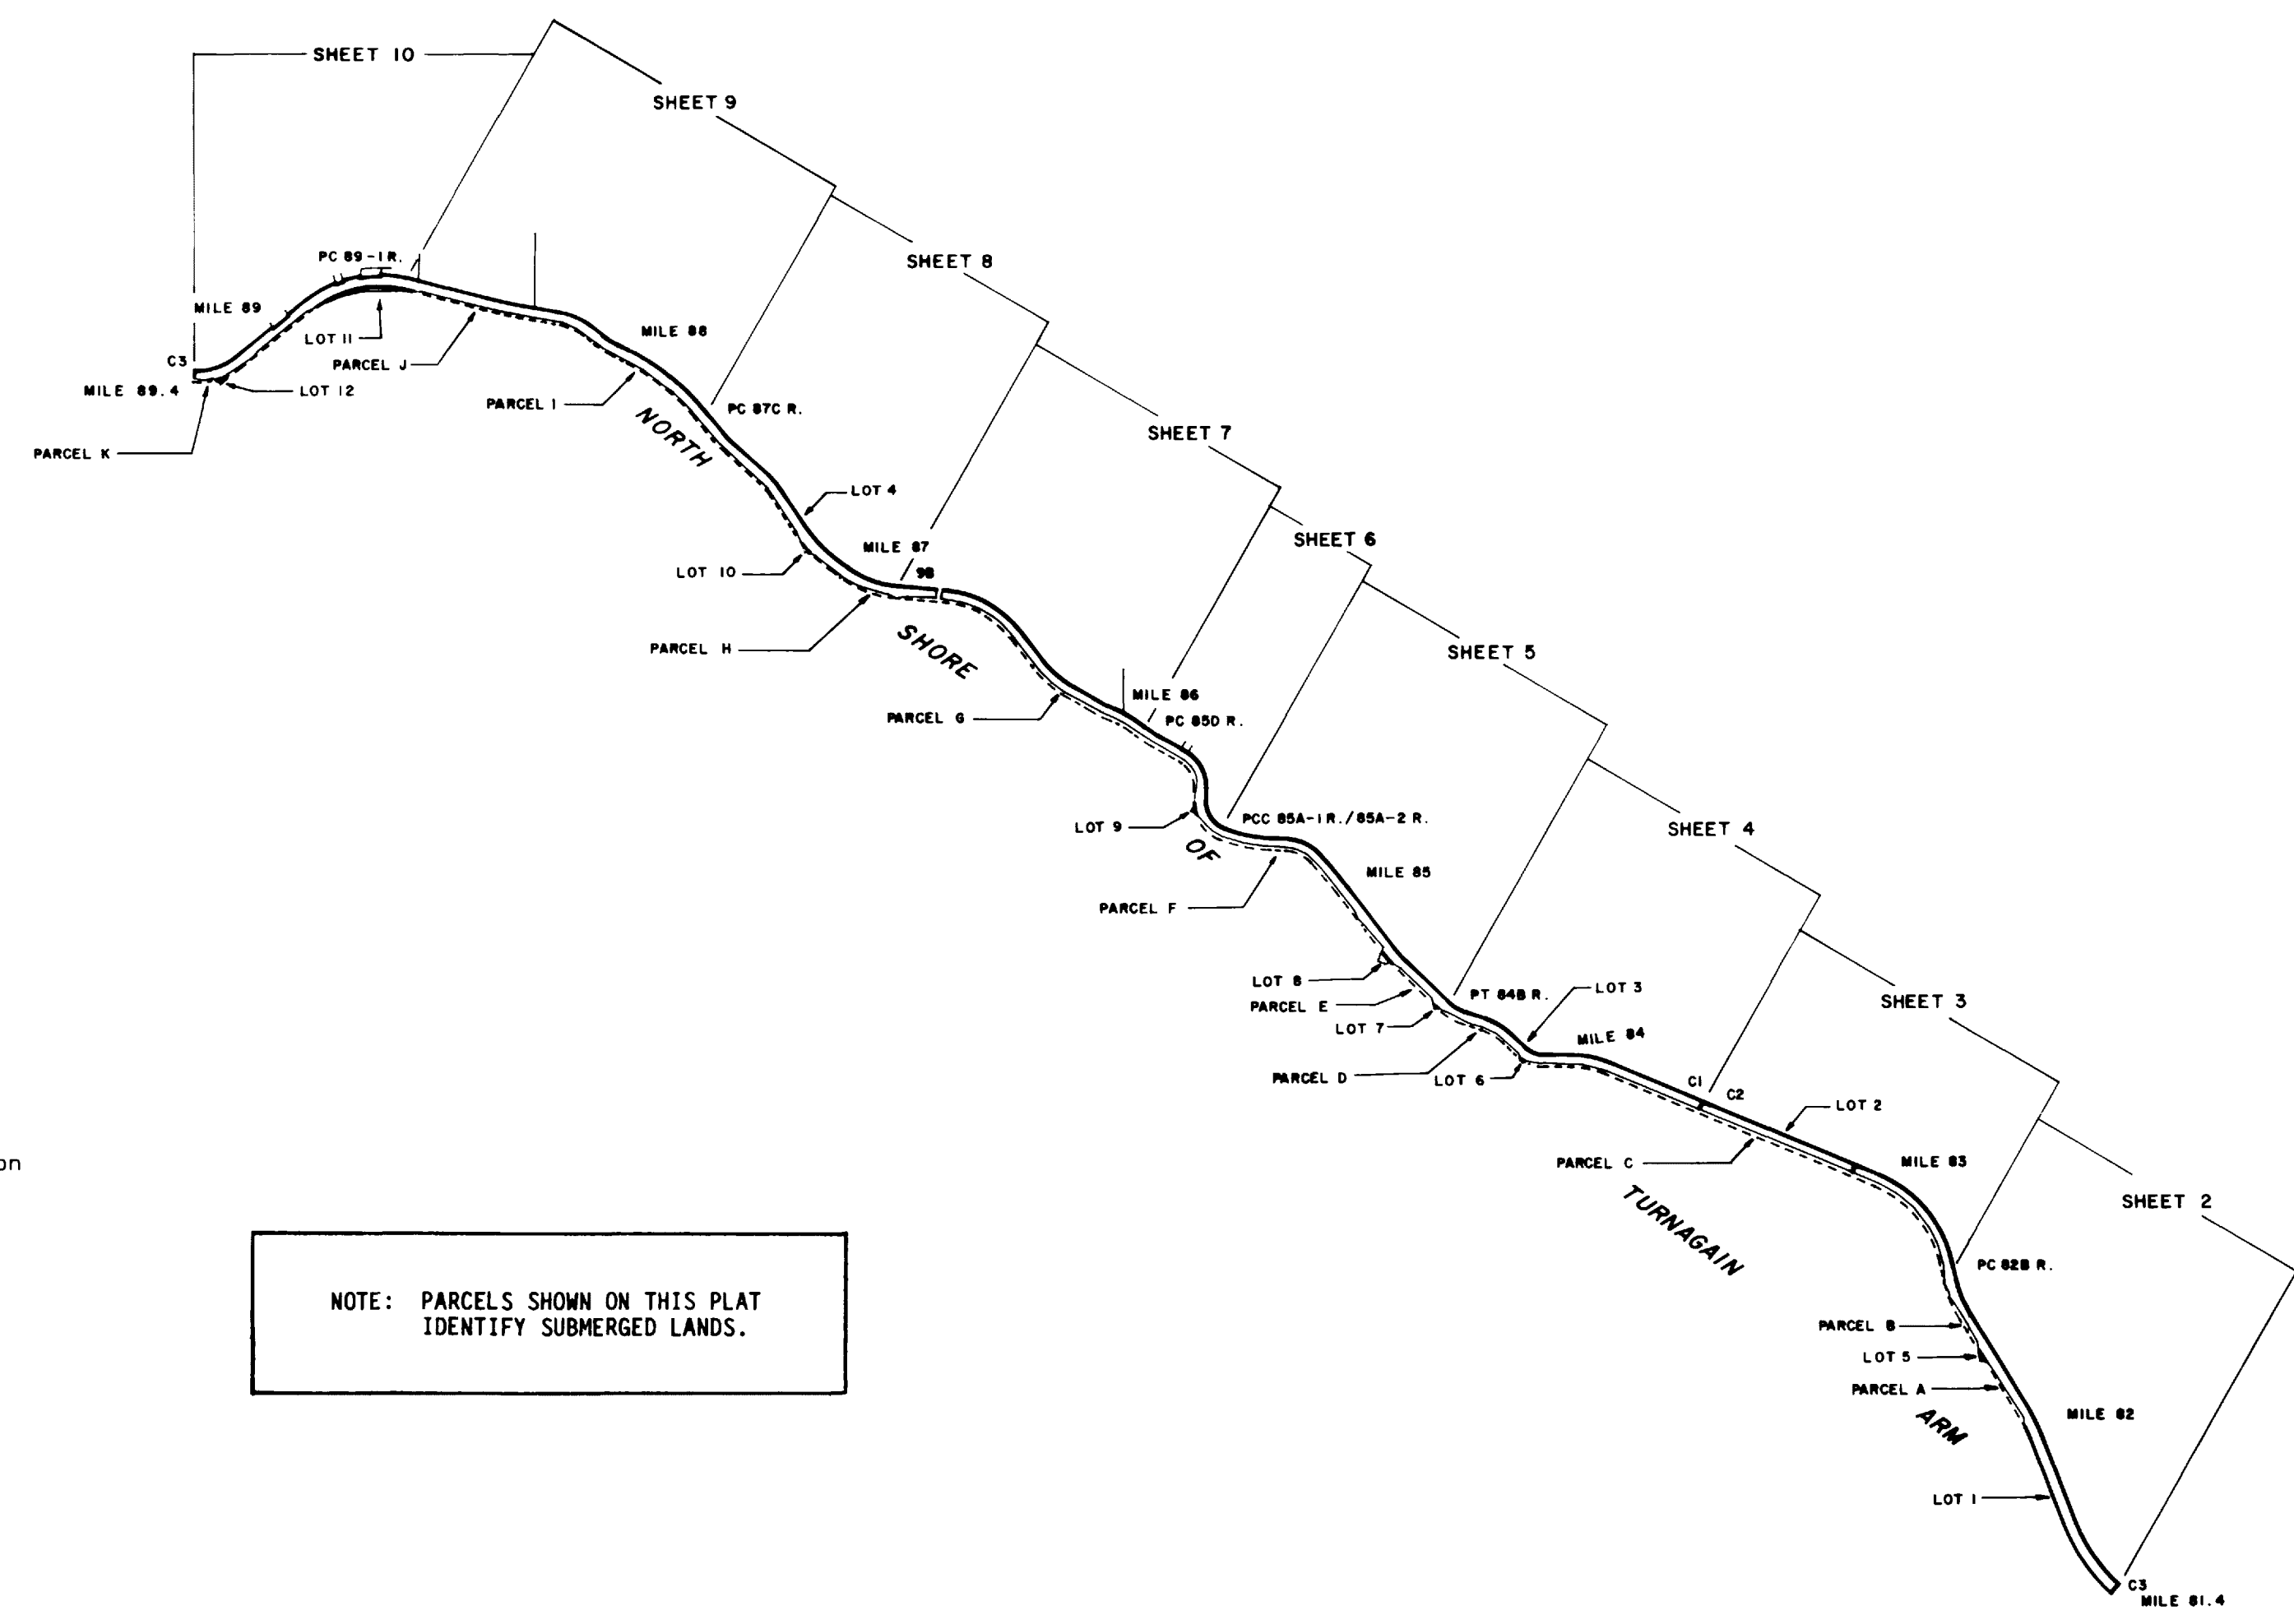 SHEET 10
SHEET 9
SHEET 8
PC 89-1 R.
MILE 89
MILE 88
LOT 11
C3
PARCEL J
MILE 89.4
LOT 12
PARCEL I
PC 87C R.
NORTH
PARCEL K
SHEET 7
LOT 4
SHEET 6
MILE 87
LOT 10
9B
SHORE
PARCEL H
SHEET 5
MILE 86
PARCEL G
PC 85D R.
LOT 9
PCC 85A-1 R./85A-2 R.
OF
SHEET 4
MILE 85
PARCEL F
LOT 8
PARCEL E
LOT 7
PT 84B R.
LOT 3
SHEET 3
MILE 84
PARCEL D
LOT 6
C1
C2
LOT 2
PARCEL C
MILE 83
on
TURNAGAIN
SHEET 2
PC 82B R.
NOTE: PARCELS SHOWN ON THIS PLAT
IDENTIFY SUBMERGED LANDS.
PARCEL B
LOT 5
PARCEL A
ARM
MILE 82
LOT 1
C3
MILE 81.4